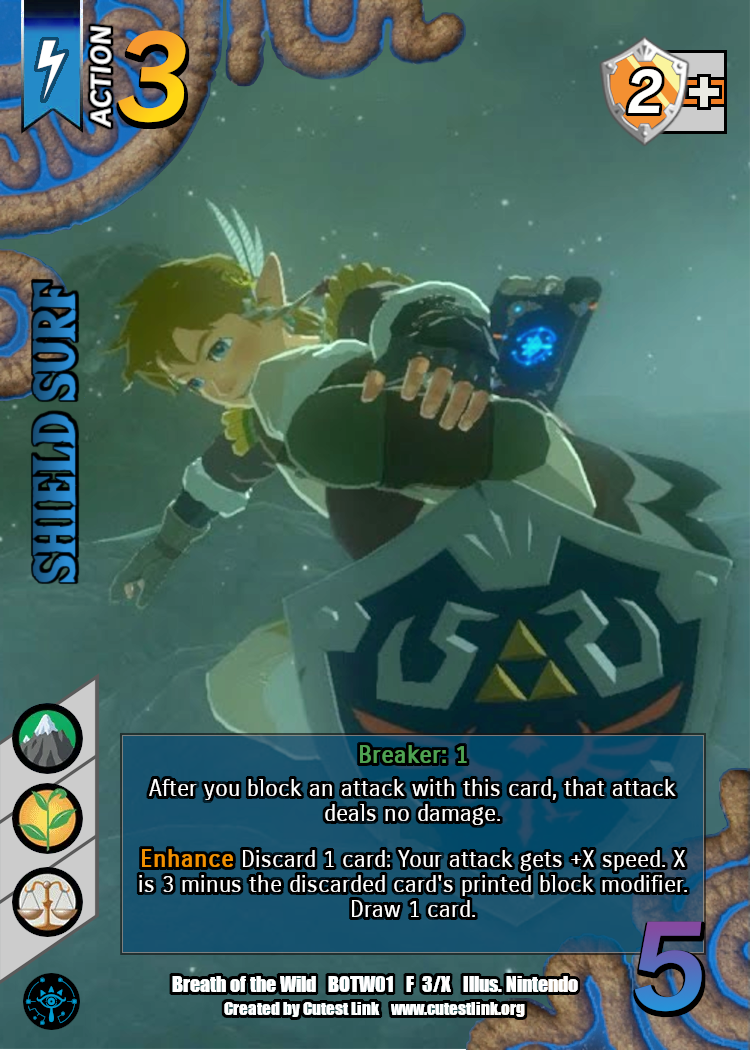 ACTION
3
2 +
SHIELD SURF
Breaker: 1
After you block an attack with this card, that attack
deals no damage.
Enhance Discard 1 card: Your attack gets +X speed. X
is 3 minus the discarded card's printed block modifier.
Draw 1 card.
5
Breath of the Wild BOTW01 F 3/X Illus. Nintendo
Created by Cutest Link www.cutestlink.org